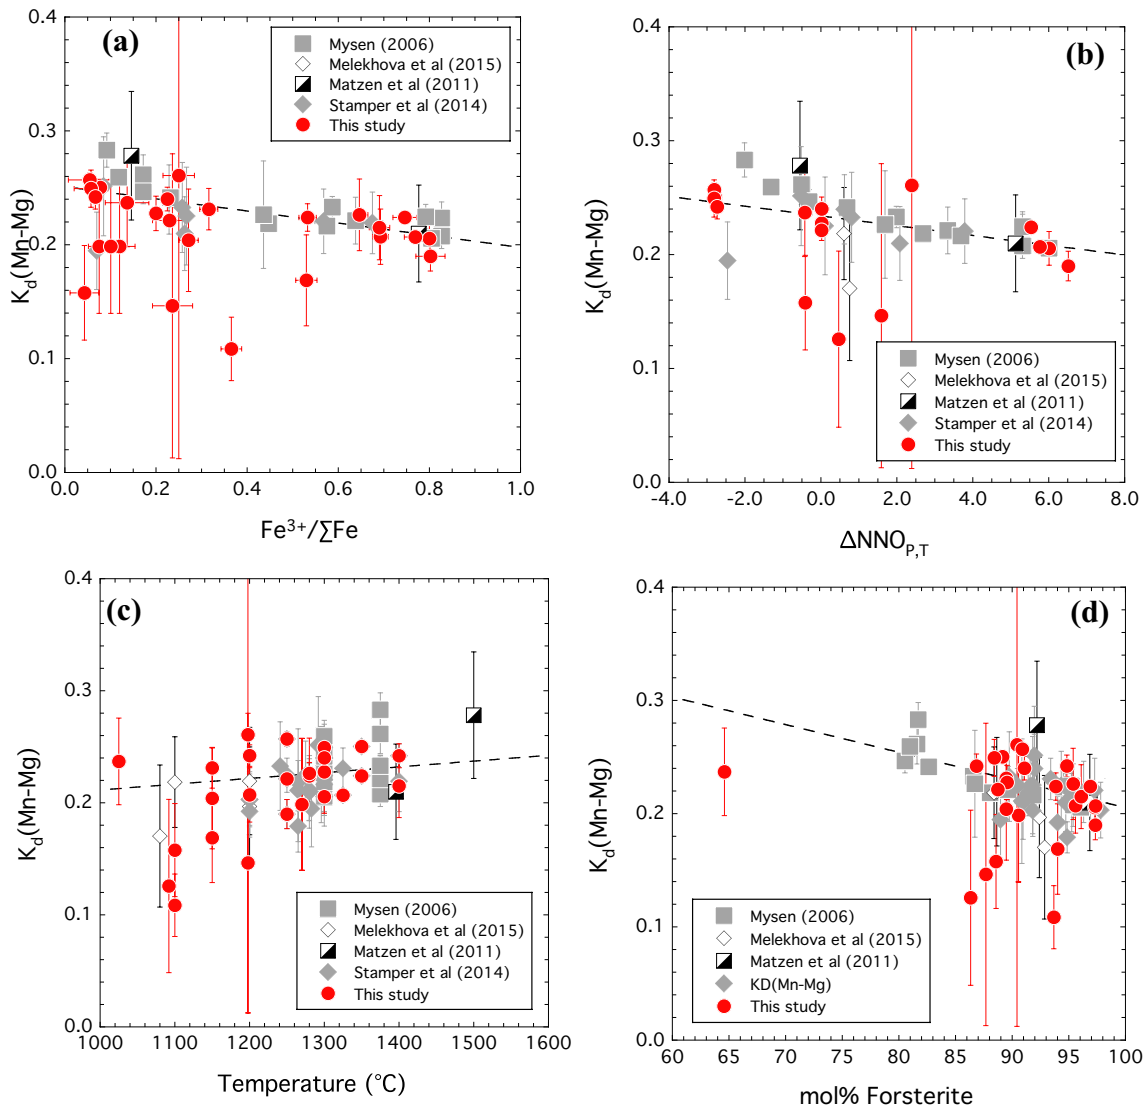 (a)
0.4
0.3
0.2
0.1
0.0
Kd(Mn-Mg)
Mysen (2006)
Melekhova et al (2015)
Matzen et al (2011)
Stamper et al (2014)
This study
0.0 0.2 0.4 0.6 0.8 1.0
Fe³⁺/∑Fe
(b)
0.4
0.3
0.2
0.1
0.0
Kd(Mn-Mg)
Mysen (2006)
Melekhova et al (2015)
Matzen et al (2011)
Stamper et al (2014)
This study
-4.0 -2.0 0.0 2.0 4.0 6.0 8.0
ΔNNOP,T
(c)
0.4
0.3
0.2
0.1
0.0
Kd(Mn-Mg)
Mysen (2006)
Melekhova et al (2015)
Matzen et al (2011)
Stamper et al (2014)
This study
1000 1100 1200 1300 1400 1500 1600
Temperature (°C)
(d)
0.4
0.3
0.2
0.1
0.0
Kd(Mn-Mg)
Mysen (2006)
Melekhova et al (2015)
Matzen et al (2011)
KD(Mn-Mg)
This study
60 65 70 75 80 85 90 95 100
mol% Forsterite